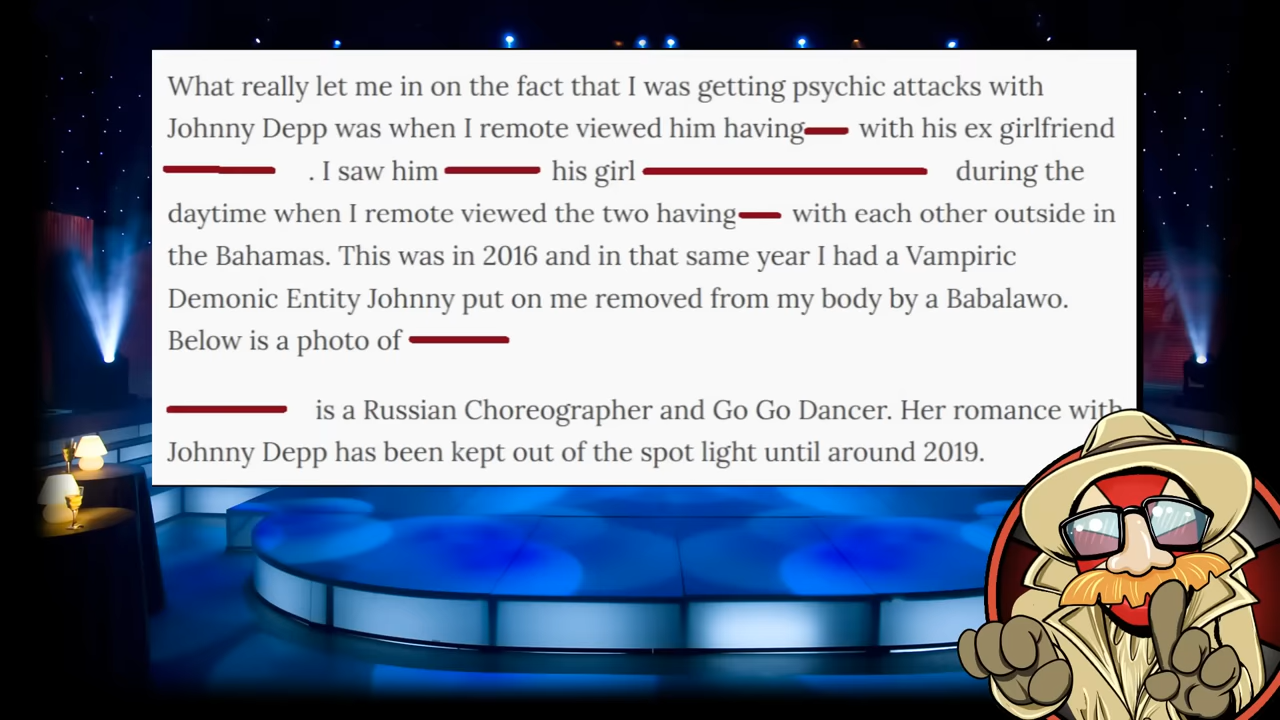 What really let me in on the fact that I was getting psychic attacks with
Johnny Depp was when I remote viewed him having with his ex girlfriend
. I saw him his girl during the
daytime when I remote viewed the two having with each other outside in
the Bahamas. This was in 2016 and in that same year I had a Vampiric
Demonic Entity Johnny put on me removed from my body by a Babalawo.
Below is a photo of
is a Russian Choreographer and Go Go Dancer. Her romance with
Johnny Depp has been kept out of the spot light until around 2019.